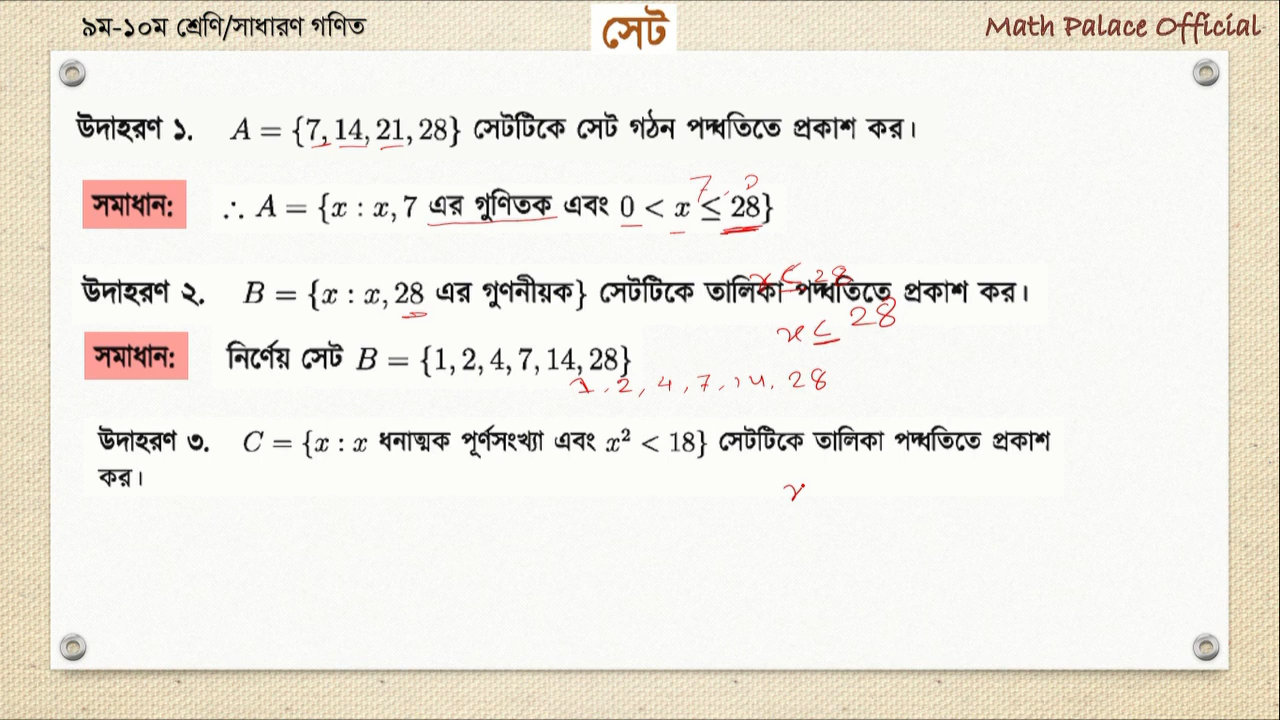 ৯ম-১০ম শ্রেণি/সাধারণ গণিত
সেট
Math Palace Official
উদাহরণ ১. A = {7, 14, 21, 28} সেটটিকে সেট গঠন পদ্ধতিতে প্রকাশ কর।
7
সমাধান: ∴ A = {x : x, 7 এর গুণিতক এবং 0 < x ≤ 28}
x ≤ 28
উদাহরণ ২. B = {x : x, 28 এর গুণনীয়ক} সেটটিকে তালিকা পদ্ধতিতে প্রকাশ কর।
x ≤ 28
সমাধান: নির্ণেয় সেট B = {1, 2, 4, 7, 14, 28}
1, 2, 4, 7, 14, 28
উদাহরণ ৩. C = {x : x ধনাত্মক পূর্ণসংখ্যা এবং x² < 18} সেটটিকে তালিকা পদ্ধতিতে প্রকাশ
কর।
x